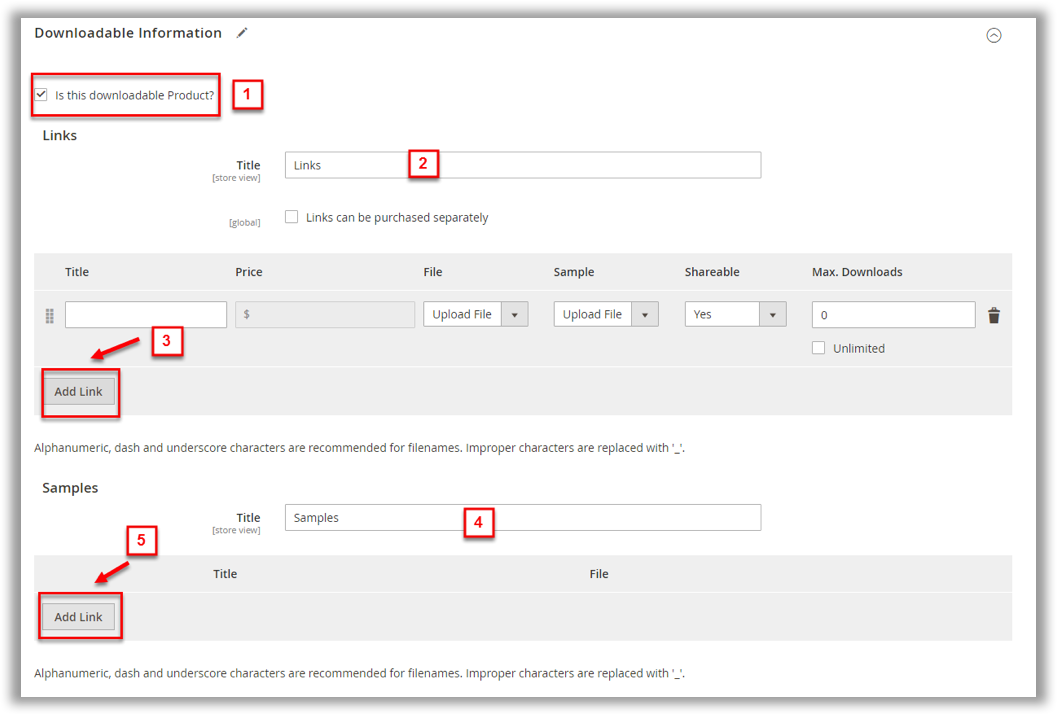 Downloadable Information
Is this downloadable Product? 1
Links
Title Links 2
[store view]
[global] Links can be purchased separately
Title Price File Sample Shareable Max. Downloads
$ Upload File Upload File Yes 0
3 Unlimited
Add Link
Alphanumeric, dash and underscore characters are recommended for filenames. Improper characters are replaced with '_'.
Samples
Title Samples 4
[store view]
5
Title File
Add Link
Alphanumeric, dash and underscore characters are recommended for filenames. Improper characters are replaced with '_'.